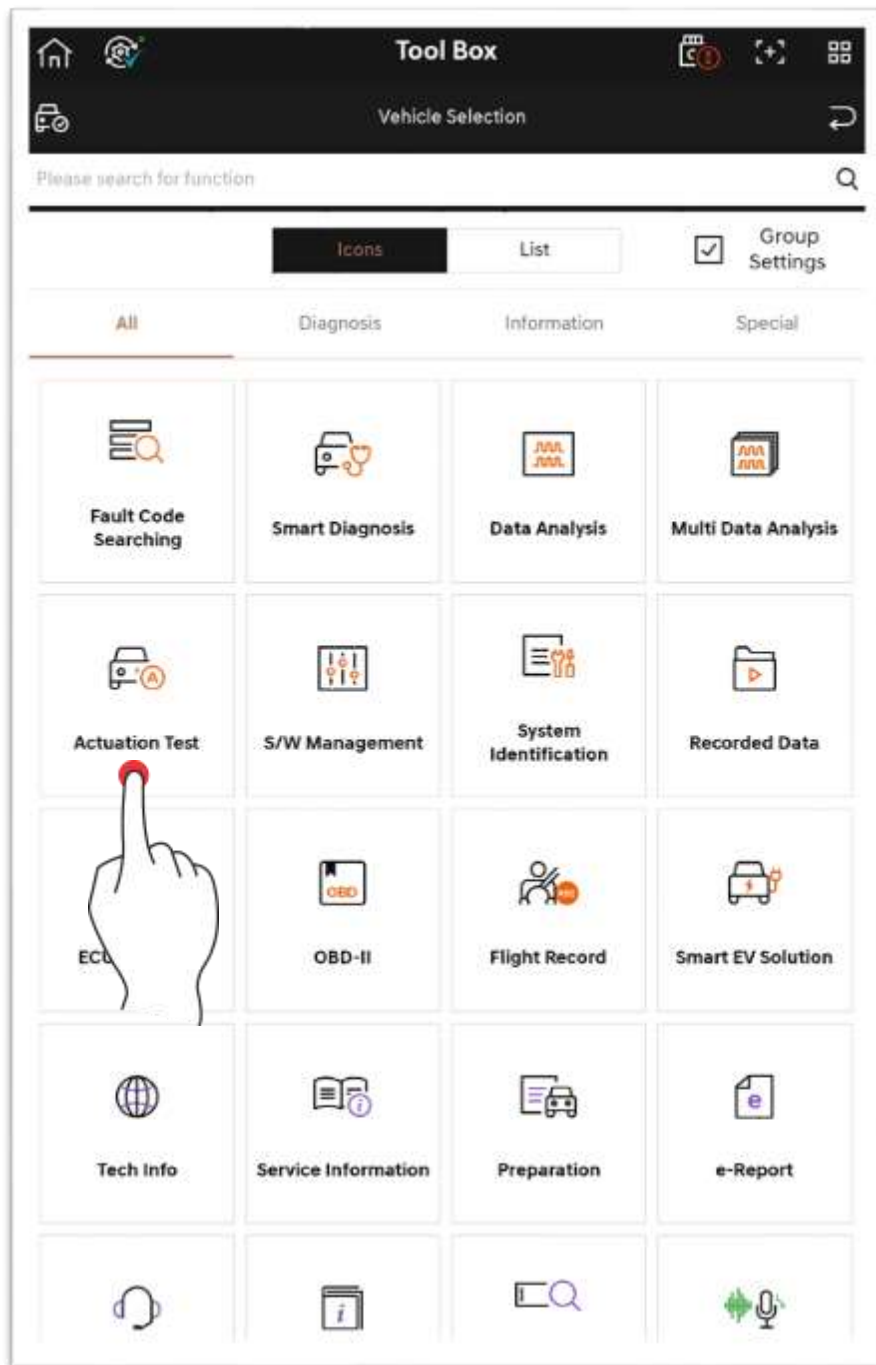 Tool Box
Vehicle Selection
Please search for function
Icons
List
Group
Settings
All
Diagnosis
Information
Special
Fault Code
Searching
Smart Diagnosis
Data Analysis
Multi Data Analysis
Actuation Test
S/W Management
System
Identification
Recorded Data
OBD
OBD-II
Flight Record
Smart EV Solution
Tech Info
Service Information
Preparation
e-Report